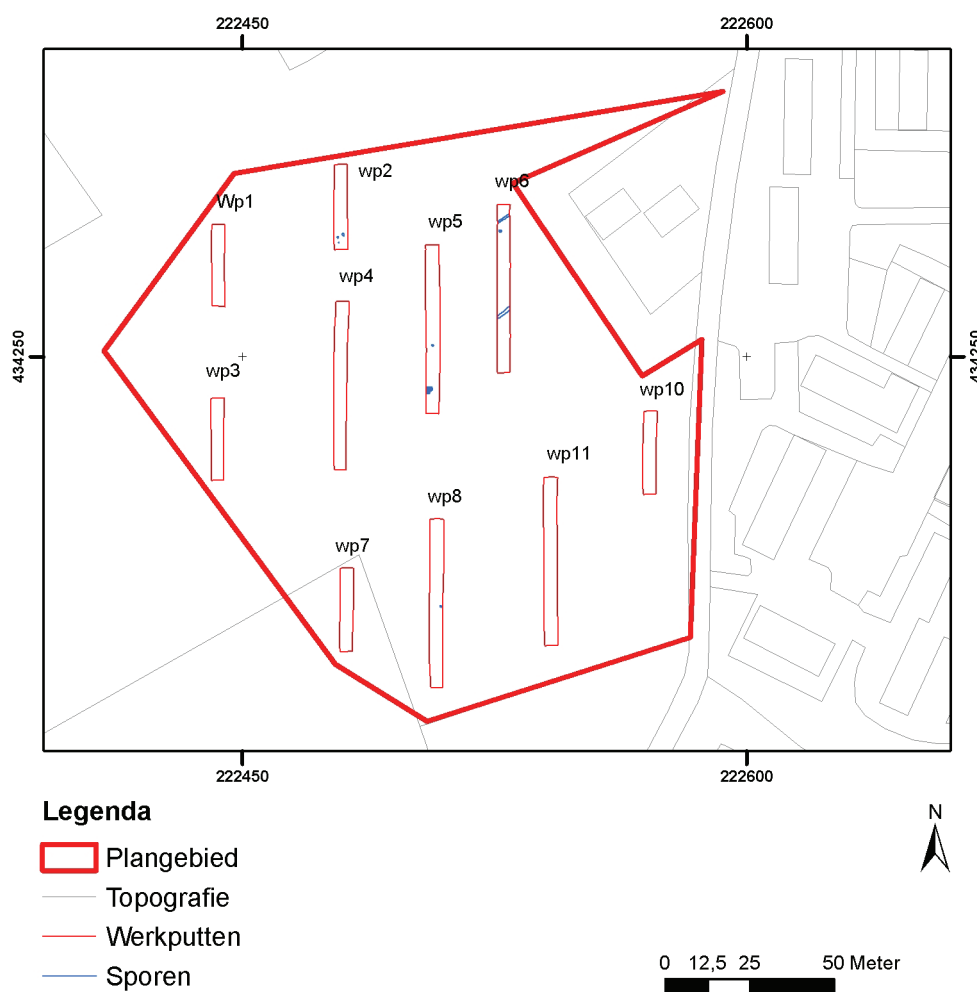 222450 222600
wp2
wp6
Wp1
wp5
wp4
434250 434250
wp3
wp10
wp11
wp8
wp7
222450 222600
Legenda
Plangebied
Topografie
Werkputten
Sporen
N
0 12,5 25 50 Meter